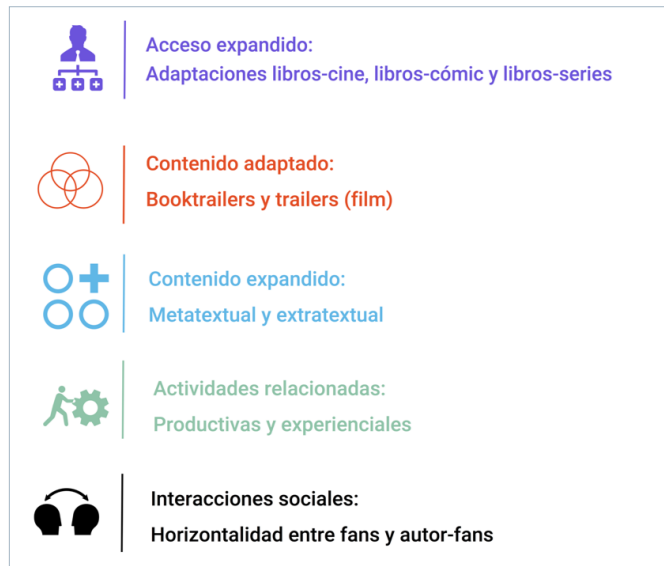 Acceso expandido:
Adaptaciones libros-cine, libros-cómic y libros-series
Contenido adaptado:
Booktrailers y trailers (film)
Contenido expandido:
Metatextual y extratextual
Actividades relacionadas:
Productivas y experienciales
Interacciones sociales:
Horizontalidad entre fans y autor-fans